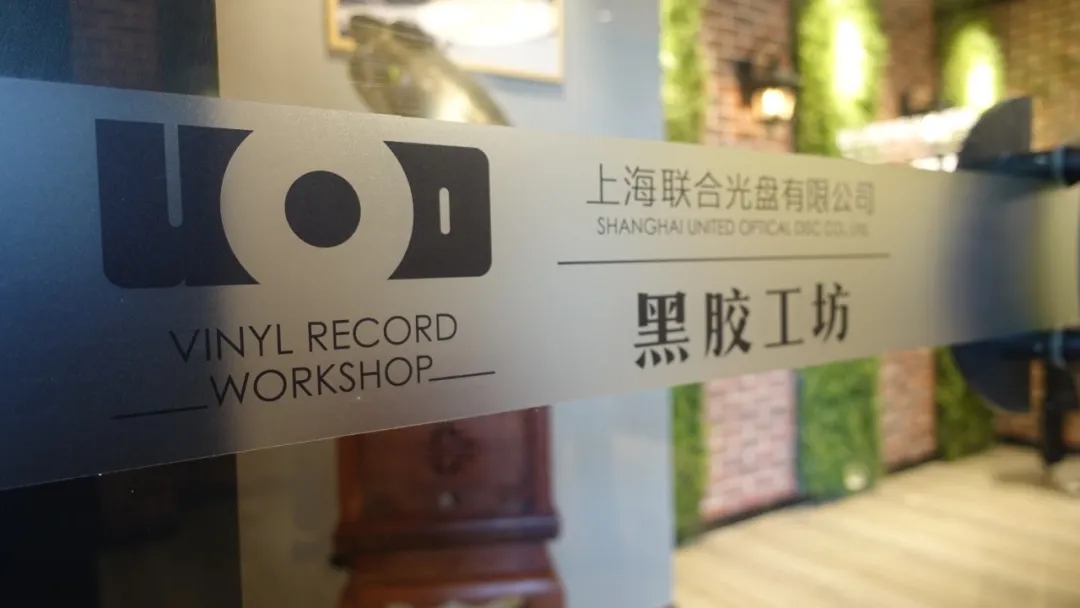 UOD
VINYL RECORD
WORKSHOP
上海联合光盘有限公司
SHANGHAI UNITED OPTICAL DISC CO., LTD.
黑胶工坊